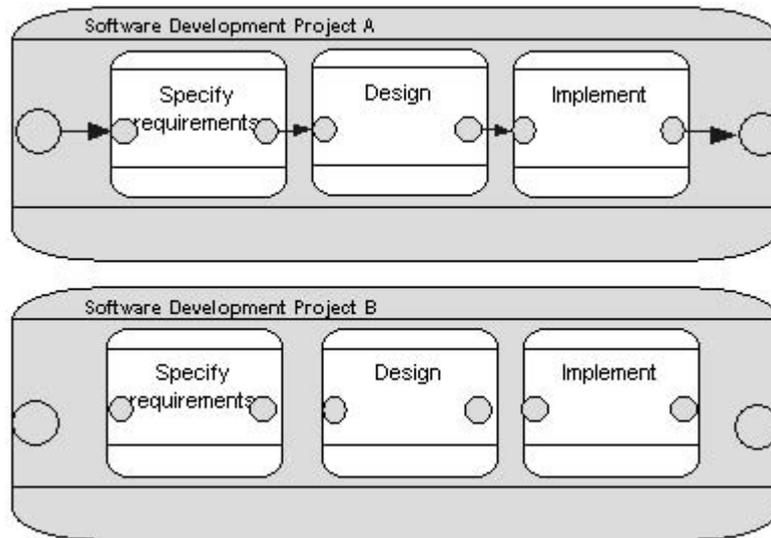 Software Development Project A
Specify
requirements
Design
Implement
Software Development Project B
Specify
requirements
Design
Implement